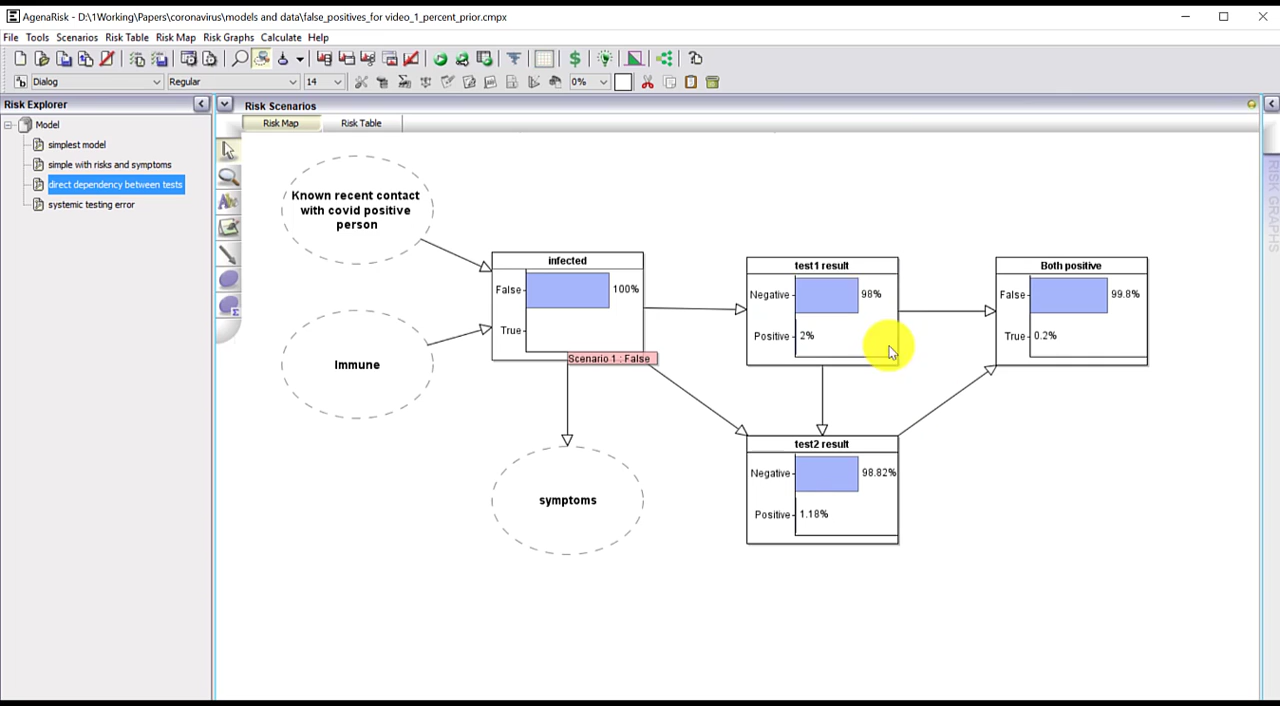 AgenaRisk - D:\1Working\Papers\coronavirus\models and data\false_positives_for video_1_percent_prior.cmpx
File Tools Scenarios Risk Table Risk Map Risk Graphs Calculate Help
Dialog Regular 14 0%
Risk Explorer
Risk Scenarios
Model
simplest model
simple with risks and symptoms
direct dependency between tests
systemic testing error
Risk Map Risk Table
Known recent contact
with covid positive
person
Immune
infected
False 100%
True
Scenario 1 : False
symptoms
test1 result
Negative 98%
Positive 2%
test2 result
Negative 98.82%
Positive 1.18%
Both positive
False 99.8%
True 0.2%
RISK GRAPHS